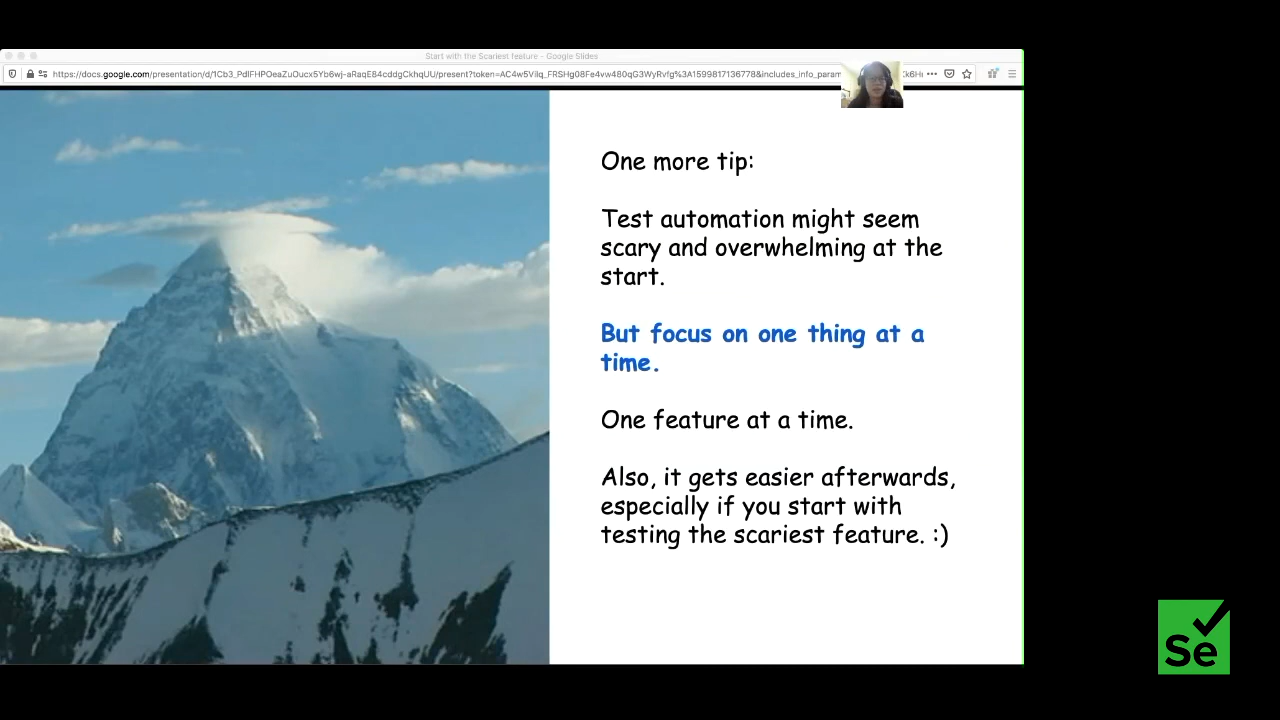 Start with the Scariest feature – Google Slides
One more tip:
Test automation might seem
scary and overwhelming at the
start.
But focus on one thing at a
time.
One feature at a time.
Also, it gets easier afterwards,
especially if you start with
testing the scariest feature. :)
Se